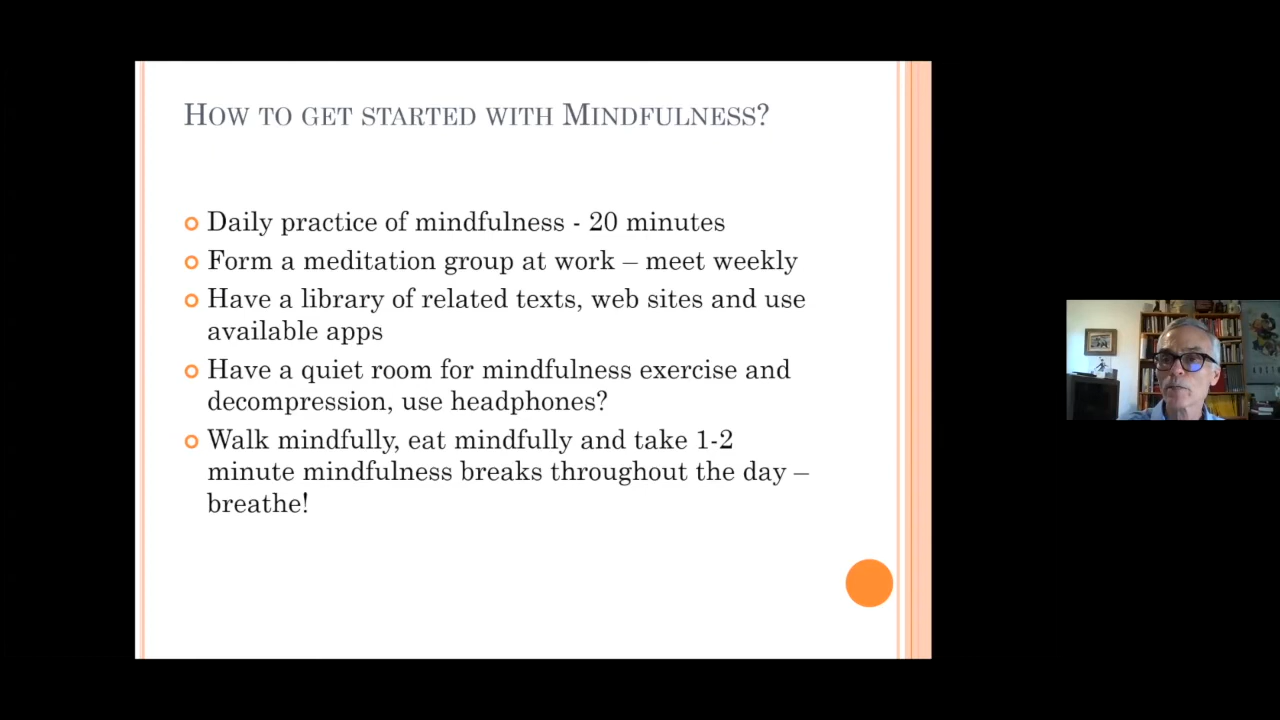 How to get started with Mindfulness?
Daily practice of mindfulness - 20 minutes
Form a meditation group at work – meet weekly
Have a library of related texts, web sites and use
available apps
Have a quiet room for mindfulness exercise and
decompression, use headphones?
Walk mindfully, eat mindfully and take 1-2
minute mindfulness breaks throughout the day –
breathe!